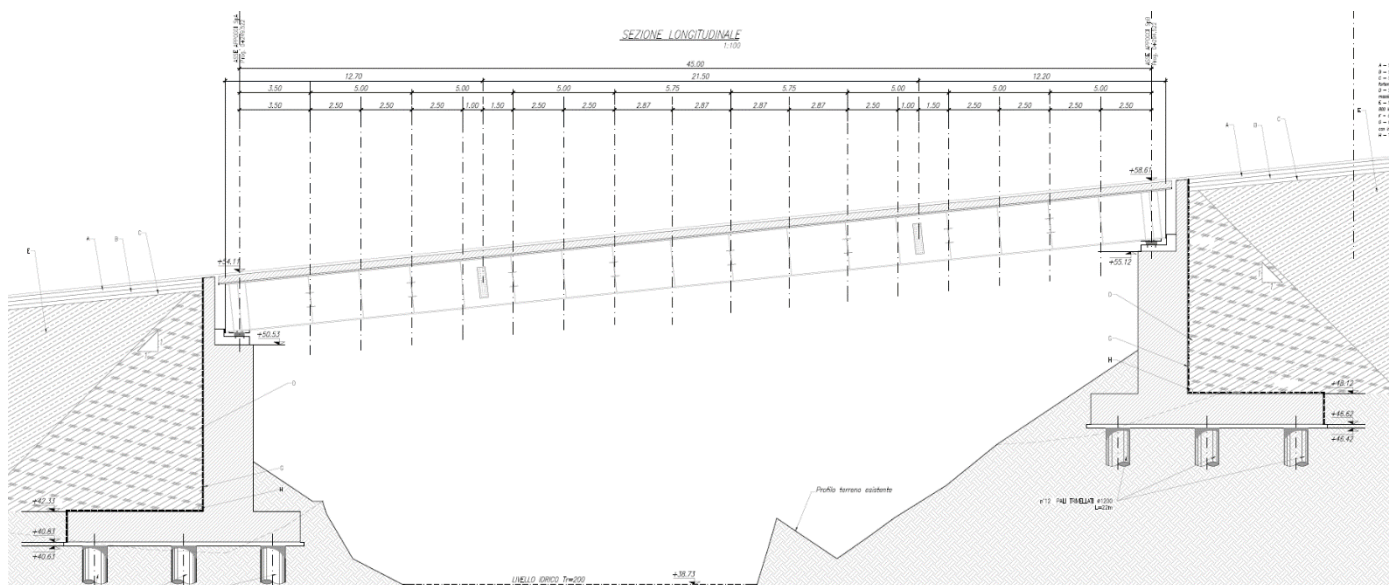 SEZIONE LONGITUDINALE
1:100
45.00
12.70 21.50 12.20
3.50 5.00 5.00 5.00 5.75 5.75 5.00 5.00 5.00
3.50 2.50 2.50 2.50 1.00 1.50 2.50 2.50 2.87 2.87 2.87 2.87 2.50 1.00 1.50 2.50 2.50 2.50
A D C E
+58.61
E A B C
+54.11
+55.12
+50.53
D
G
H
D
+48.12
+46.62
+46.42
G
H
Profilo terreno esistente
n°12 PALI TRIVELLATI ø1200
L=22m
+42.33
+40.83
+40.63
LIVELLO IDRICO Tr=200
+38.73